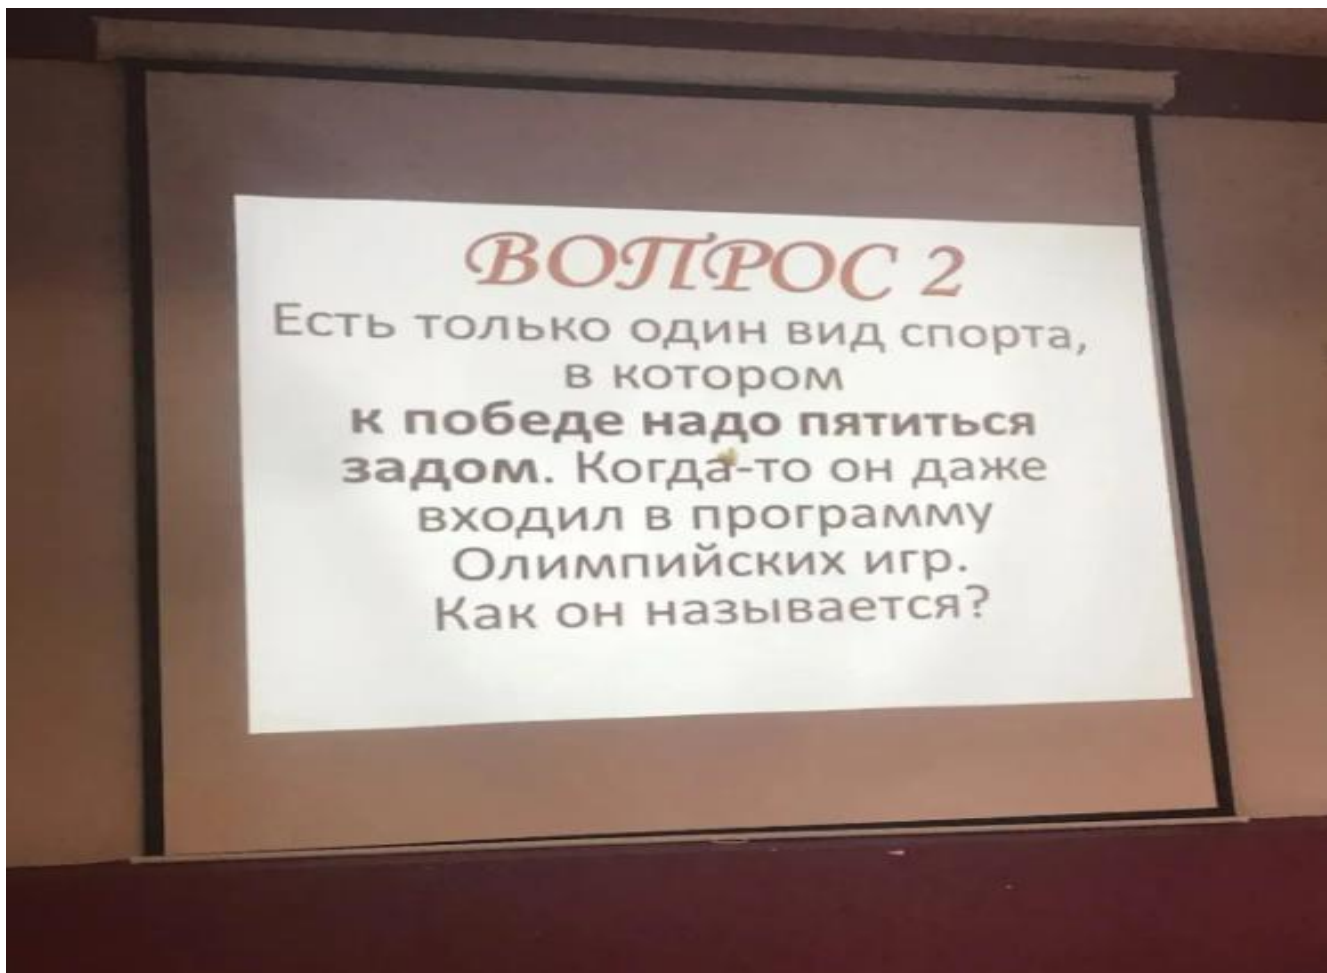 ВОПРОС 2
Есть только один вид спорта,
в котором
к победе надо пятиться
задом. Когда-то он даже
входил в программу
Олимпийских игр.
Как он называется?